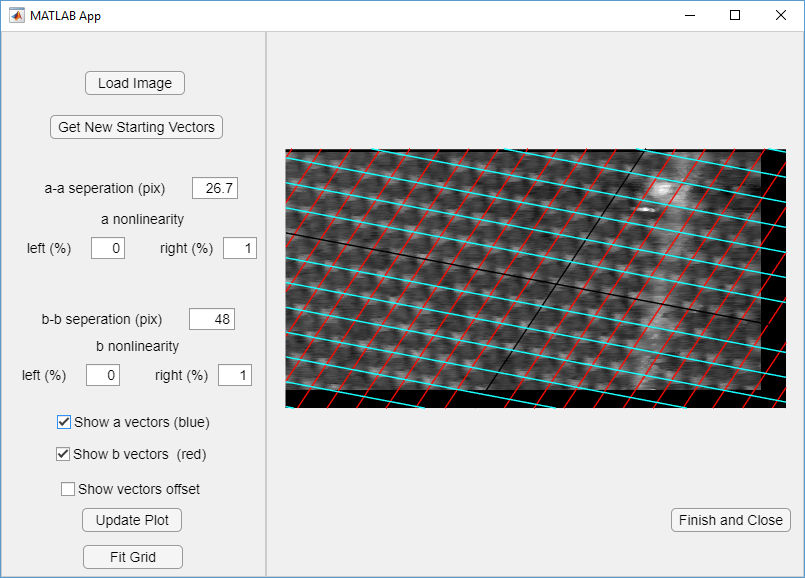 MATLAB App
Load Image
Get New Starting Vectors
a-a seperation (pix) 26.7
a nonlinearity
left (%) 0 right (%) 1
b-b seperation (pix) 48
b nonlinearity
left (%) 0 right (%) 1
Show a vectors (blue)
Show b vectors (red)
Show vectors offset
Update Plot
Finish and Close
Fit Grid